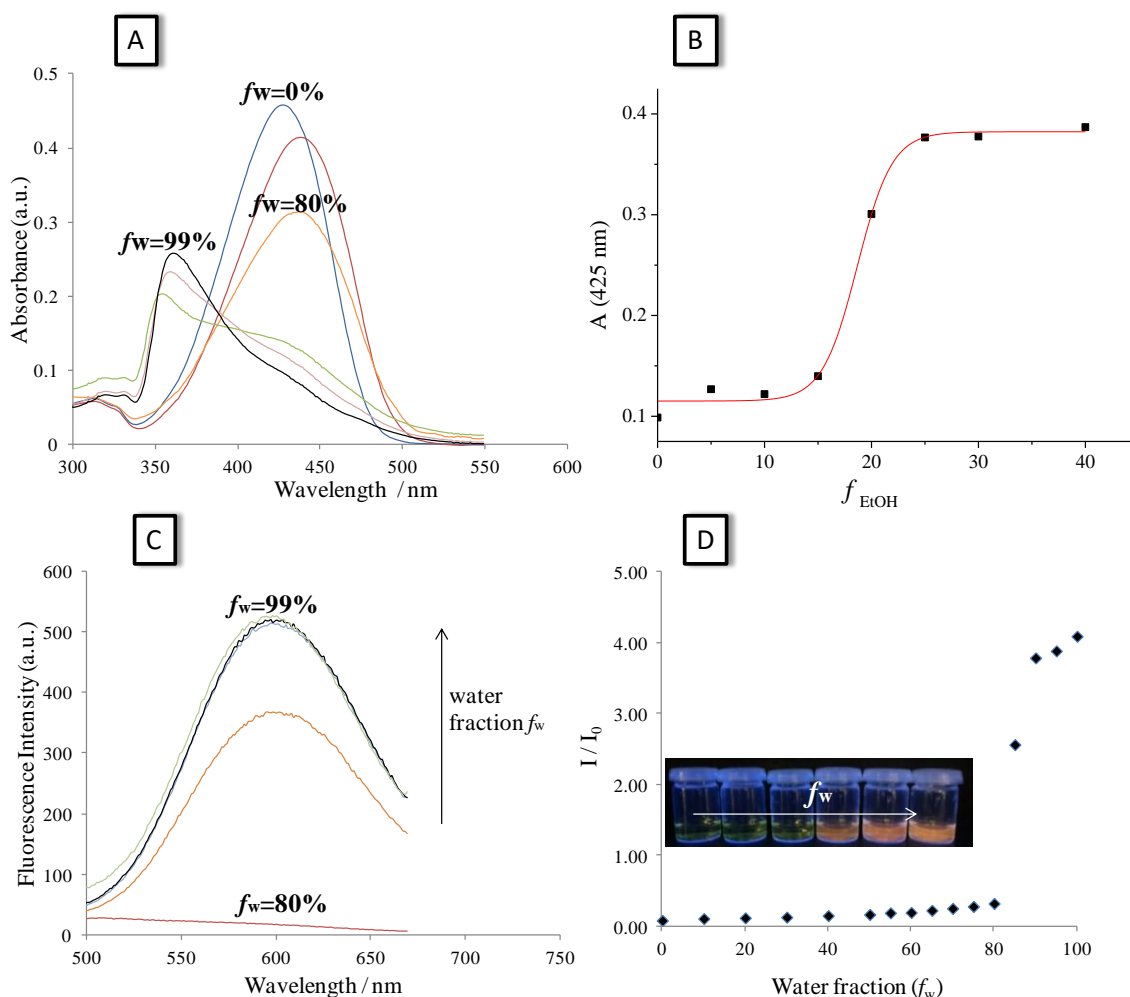 A
fw=0%
fw=80%
fw=99%
Absorbance (a.u.)
0.5
0.4
0.3
0.2
0.1
0
300 350 400 450 500 550 600
Wavelength / nm
B
A (425 nm)
0.4
0.3
0.2
0.1
0 10 20 30 40
f EtOH
C
fw=99%
water
fraction fw
fw=80%
Fluorescence Intensity (a.u.)
600
500
400
300
200
100
0
500 550 600 650 700 750
Wavelength / nm
D
I / I0
5.00
4.00
3.00
2.00
1.00
0.00
fw
0 20 40 60 80 100
Water fraction (fw)